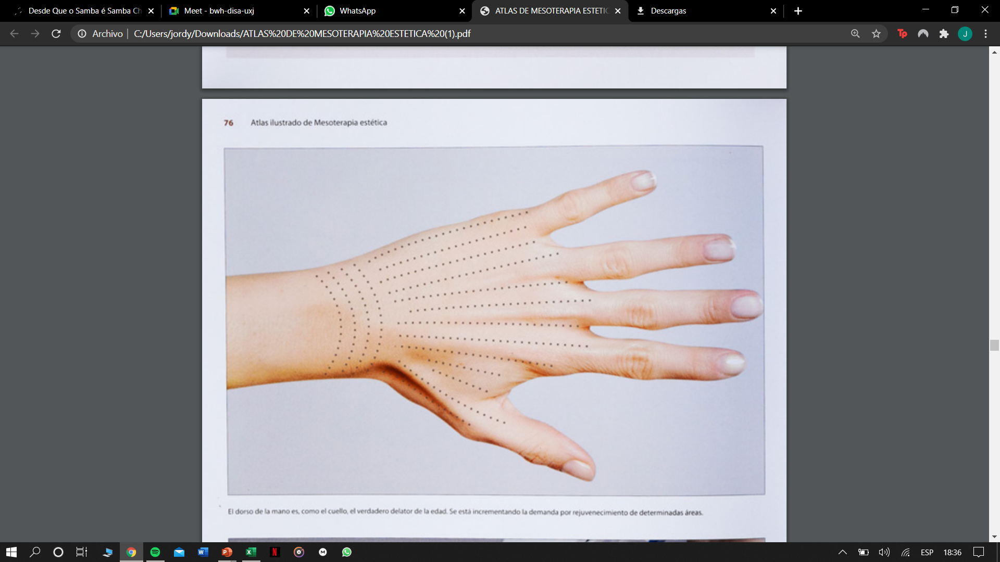 Desde Que o Samba é Samba Ch
Meet - bwh-disa-uxj
WhatsApp
ATLAS DE MESOTERAPIA ESTETIC
Descargas
Archivo
C:/Users/jordy/Downloads/ATLAS%20DE%20MESOTERAPIA%20ESTETICA%20(1).pdf
Tp
J
76 Atlas ilustrado de Mesoterapia estética
El dorso de la mano es, como el cuello, el verdadero delator de la edad. Se está incrementando la demanda por rejuvenecimiento de determinadas áreas.
ESP
18:36